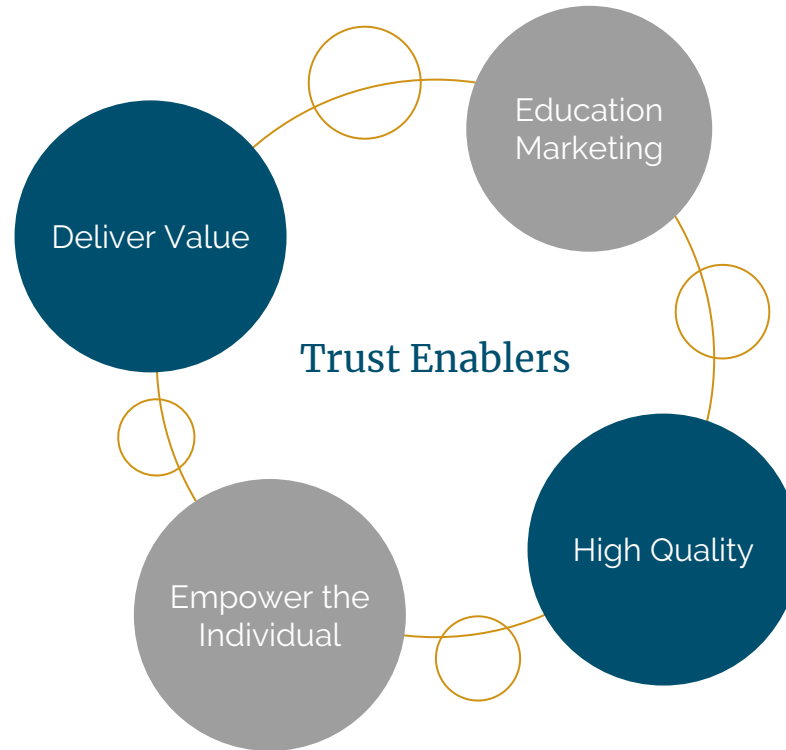 Education
Marketing
Deliver Value
Trust Enablers
High Quality
Empower the
Individual